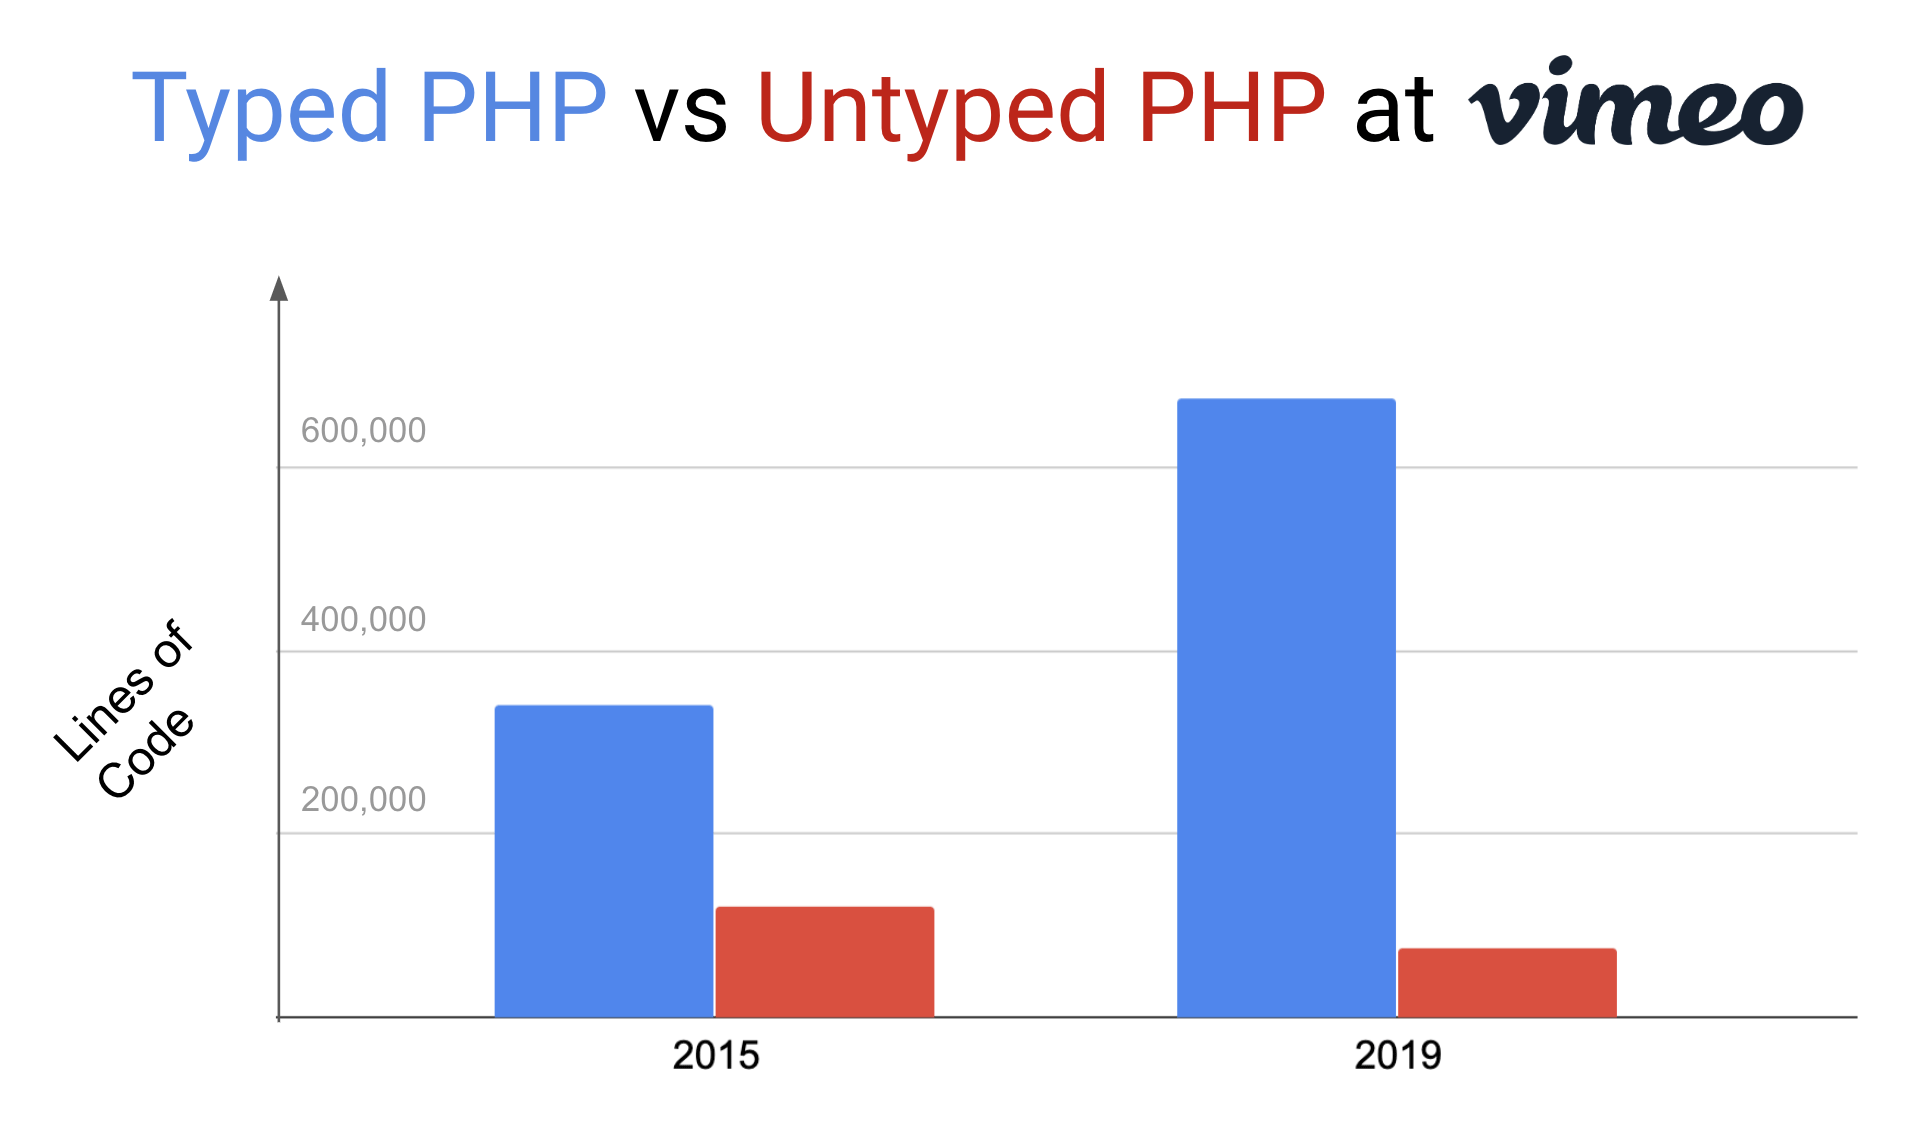 Typed PHP vs Untyped PHP at vimeo
600,000
400,000
200,000
Lines of
Code
2015
2019